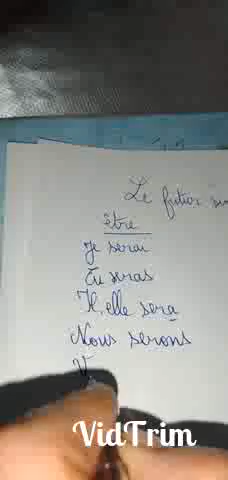 Le futur
être
Je serai
Tu seras
Il, elle sera
Nous serons
V
VidTrim